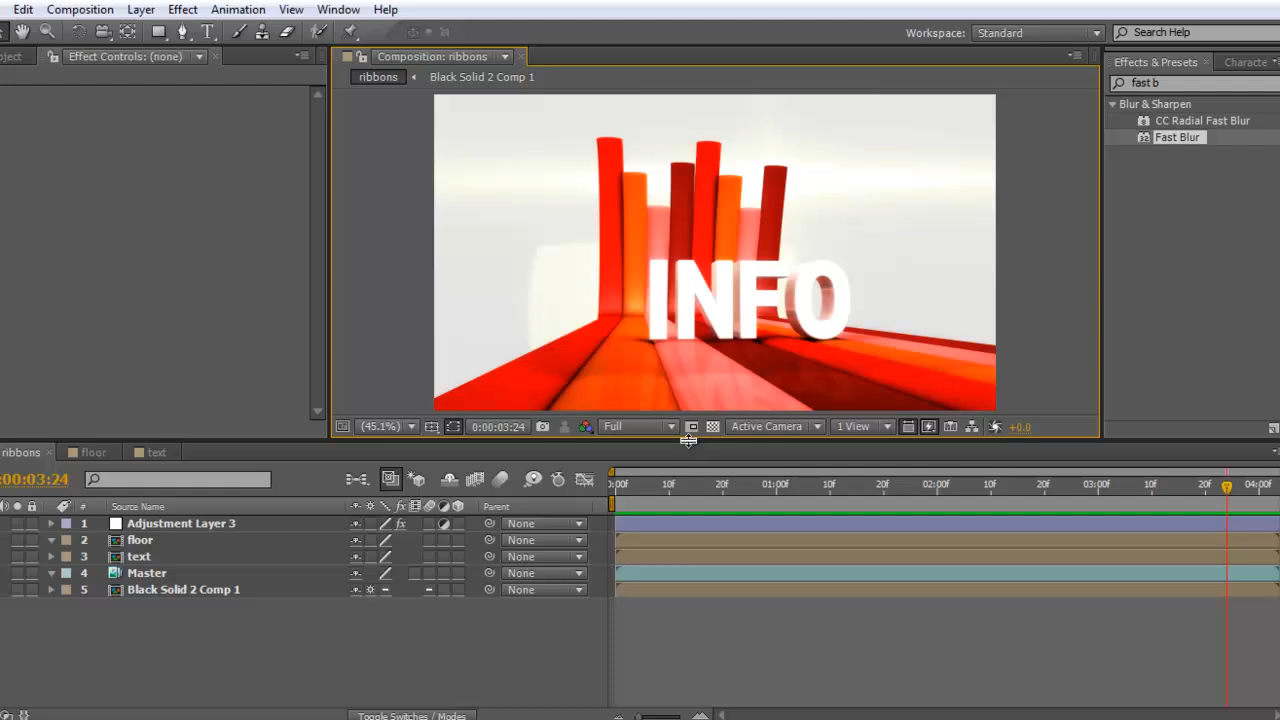 Edit Composition Layer Effect Animation View Window Help
Workspace: Standard Search Help
oject Effect Controls: (none) Composition: ribbons Effects & Presets Characte
ribbons Black Solid 2 Comp 1 fast b
Blur & Sharpen
CC Radial Fast Blur
Fast Blur
INFO
(45.1%) 0:00:03:24 Full Active Camera 1 View +0.0
ribbons floor text
:00:03:24 :00f 10f 20f 01:00f 10f 20f 02:00f 10f 20f 03:00f 10f 20f 04:00f
# Source Name Parent
1 Adjustment Layer 3 None
2 floor None
3 text None
4 Master None
5 Black Solid 2 Comp 1 None
Toggle Switches / Modes